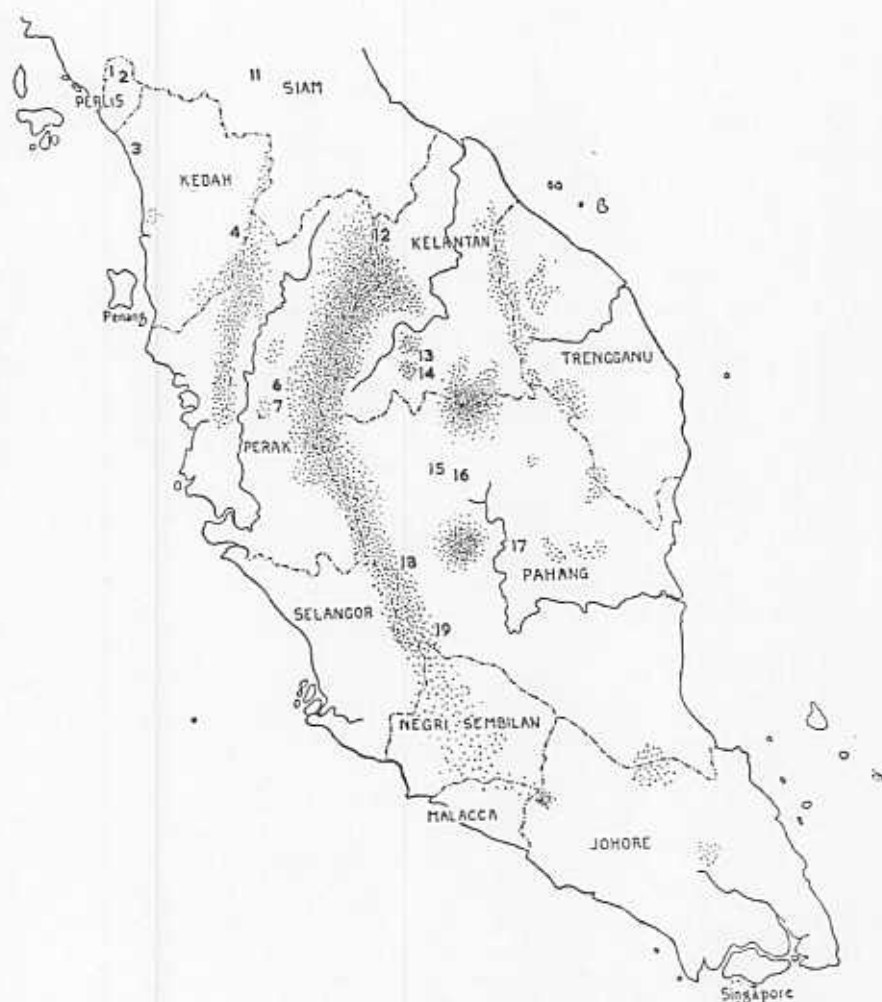 1
2
11
SIAM
PERLIS
3
KEDAH
4
12
KELANTAN
Penang
13
14
TRENGGANU
6
7
PERAK
15
16
17
18
PAHANG
SELANGOR
19
NEGRI SEMBILAN
MALACCA
JOHORE
Singapore